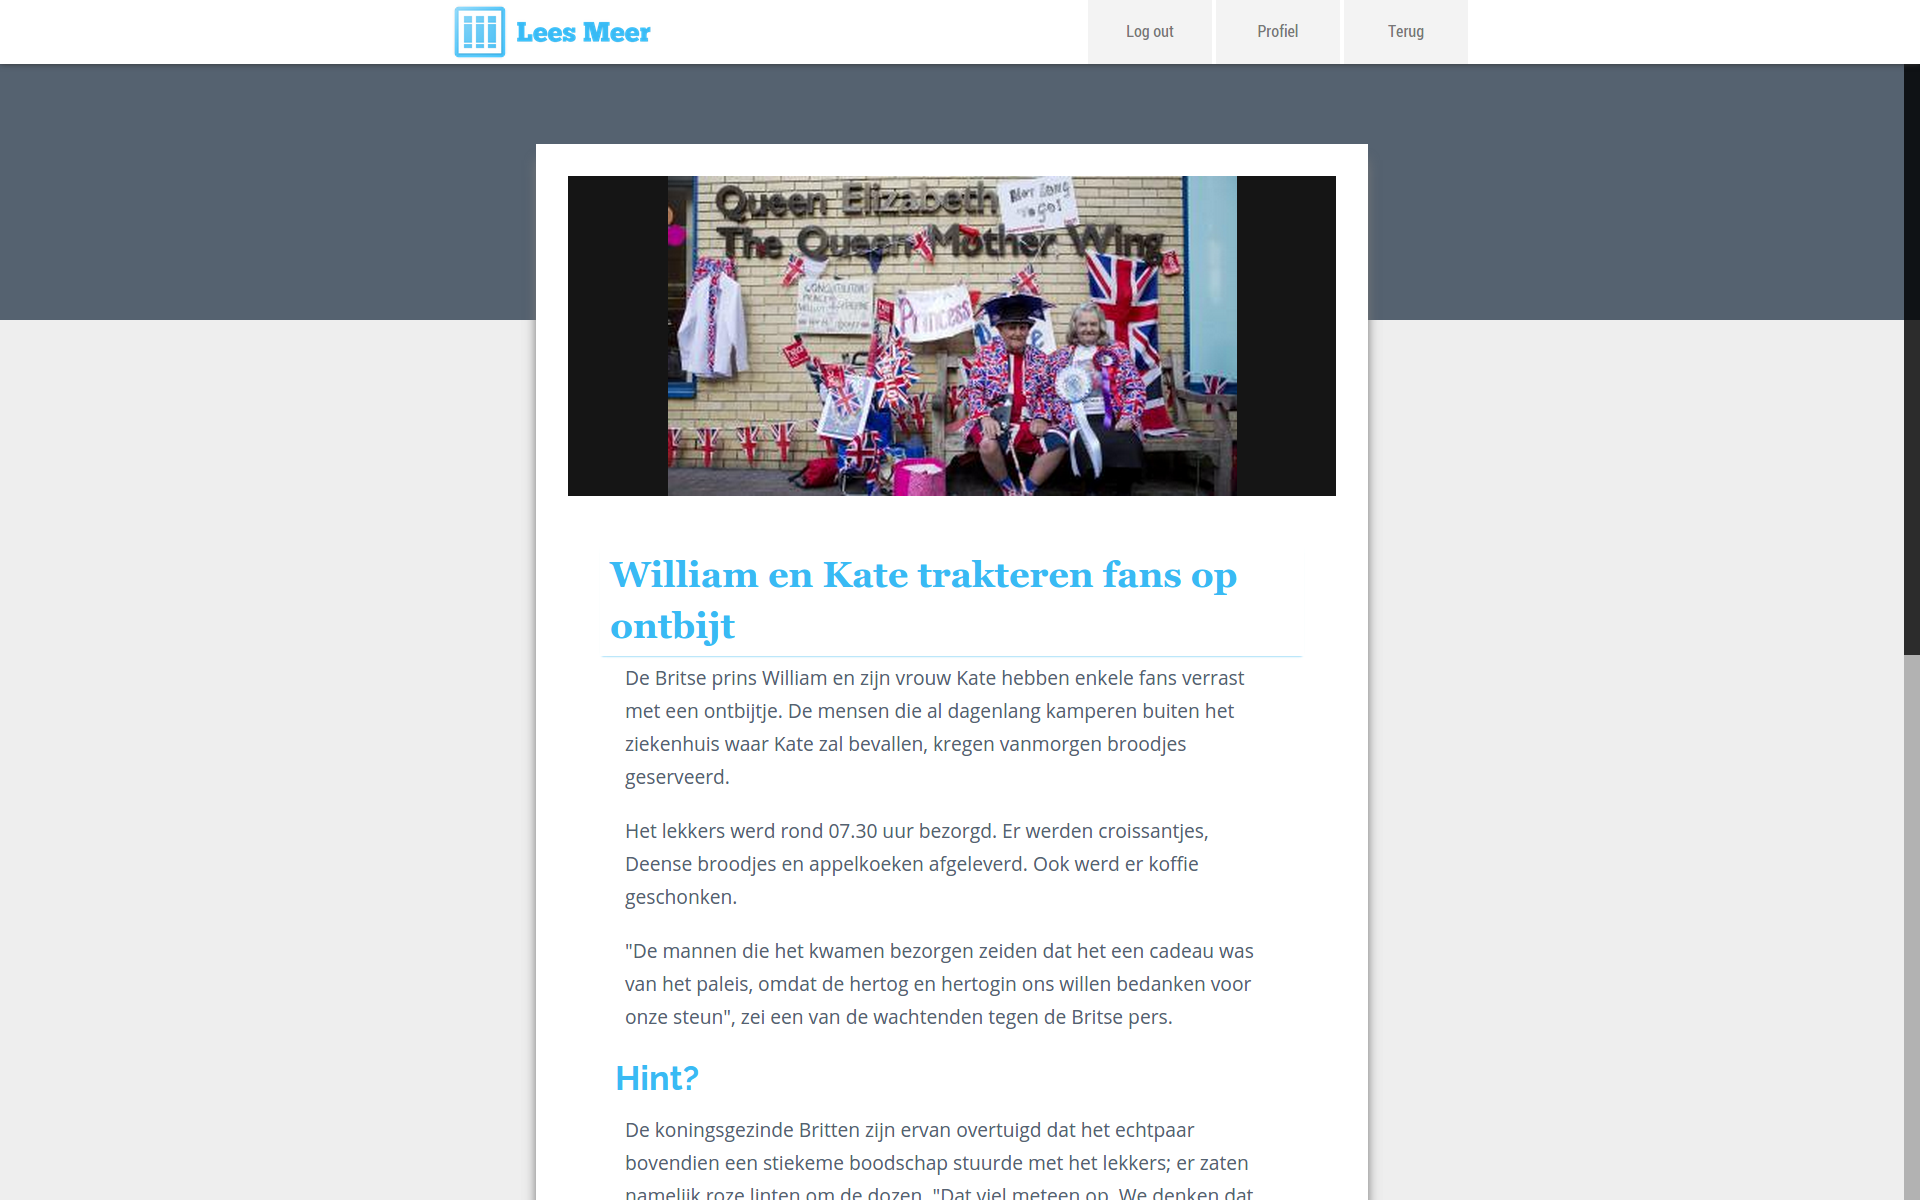 Lees Meer
Log out
Profiel
Terug
Queen Elizabeth
The Queen Mother Wing
Not Long
To Go!
Princess
William en Kate trakteren fans op
ontbijt
De Britse prins William en zijn vrouw Kate hebben enkele fans verrast
met een ontbijtje. De mensen die al dagenlang kamperen buiten het
ziekenhuis waar Kate zal bevallen, kregen vanmorgen broodjes
geserveerd.
Het lekkers werd rond 07.30 uur bezorgd. Er werden croissantjes,
Deense broodjes en appelkoeken afgeleverd. Ook werd er koffie
geschonken.
"De mannen die het kwamen bezorgen zeiden dat het een cadeau was
van het paleis, omdat de hertog en hertogin ons willen bedanken voor
onze steun", zei een van de wachtenden tegen de Britse pers.
Hint?
De koningsgezinde Britten zijn ervan overtuigd dat het echtpaar
bovendien een stiekeme boodschap stuurde met het lekkers; er zaten
namelijk roze linten om de dozen. "Dat viel meteen op. We denken dat